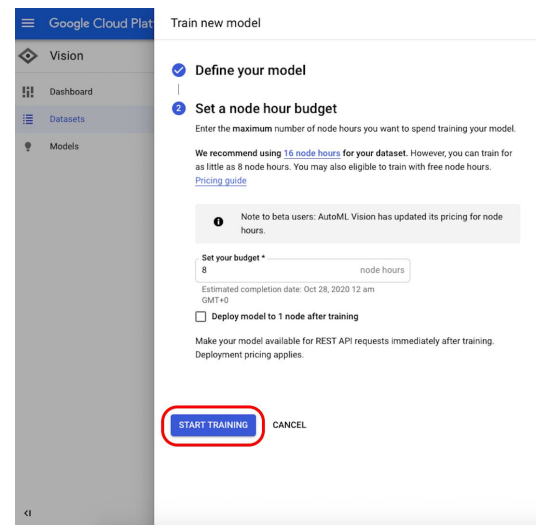 Google Cloud Plat
Train new model
Vision
Define your model
Dashboard
2 Set a node hour budget
Datasets
Enter the maximum number of node hours you want to spend training your model.
Models
We recommend using 16 node hours for your dataset. However, you can train for
as little as 8 node hours. You may also eligible to train with free node hours.
Pricing guide
Note to beta users: AutoML Vision has updated its pricing for node
hours.
Set your budget *
8 node hours
Estimated completion date: Oct 28, 2020 12 am
GMT+0
Deploy model to 1 node after training
Make your model available for REST API requests immediately after training.
Deployment pricing applies.
START TRAINING CANCEL